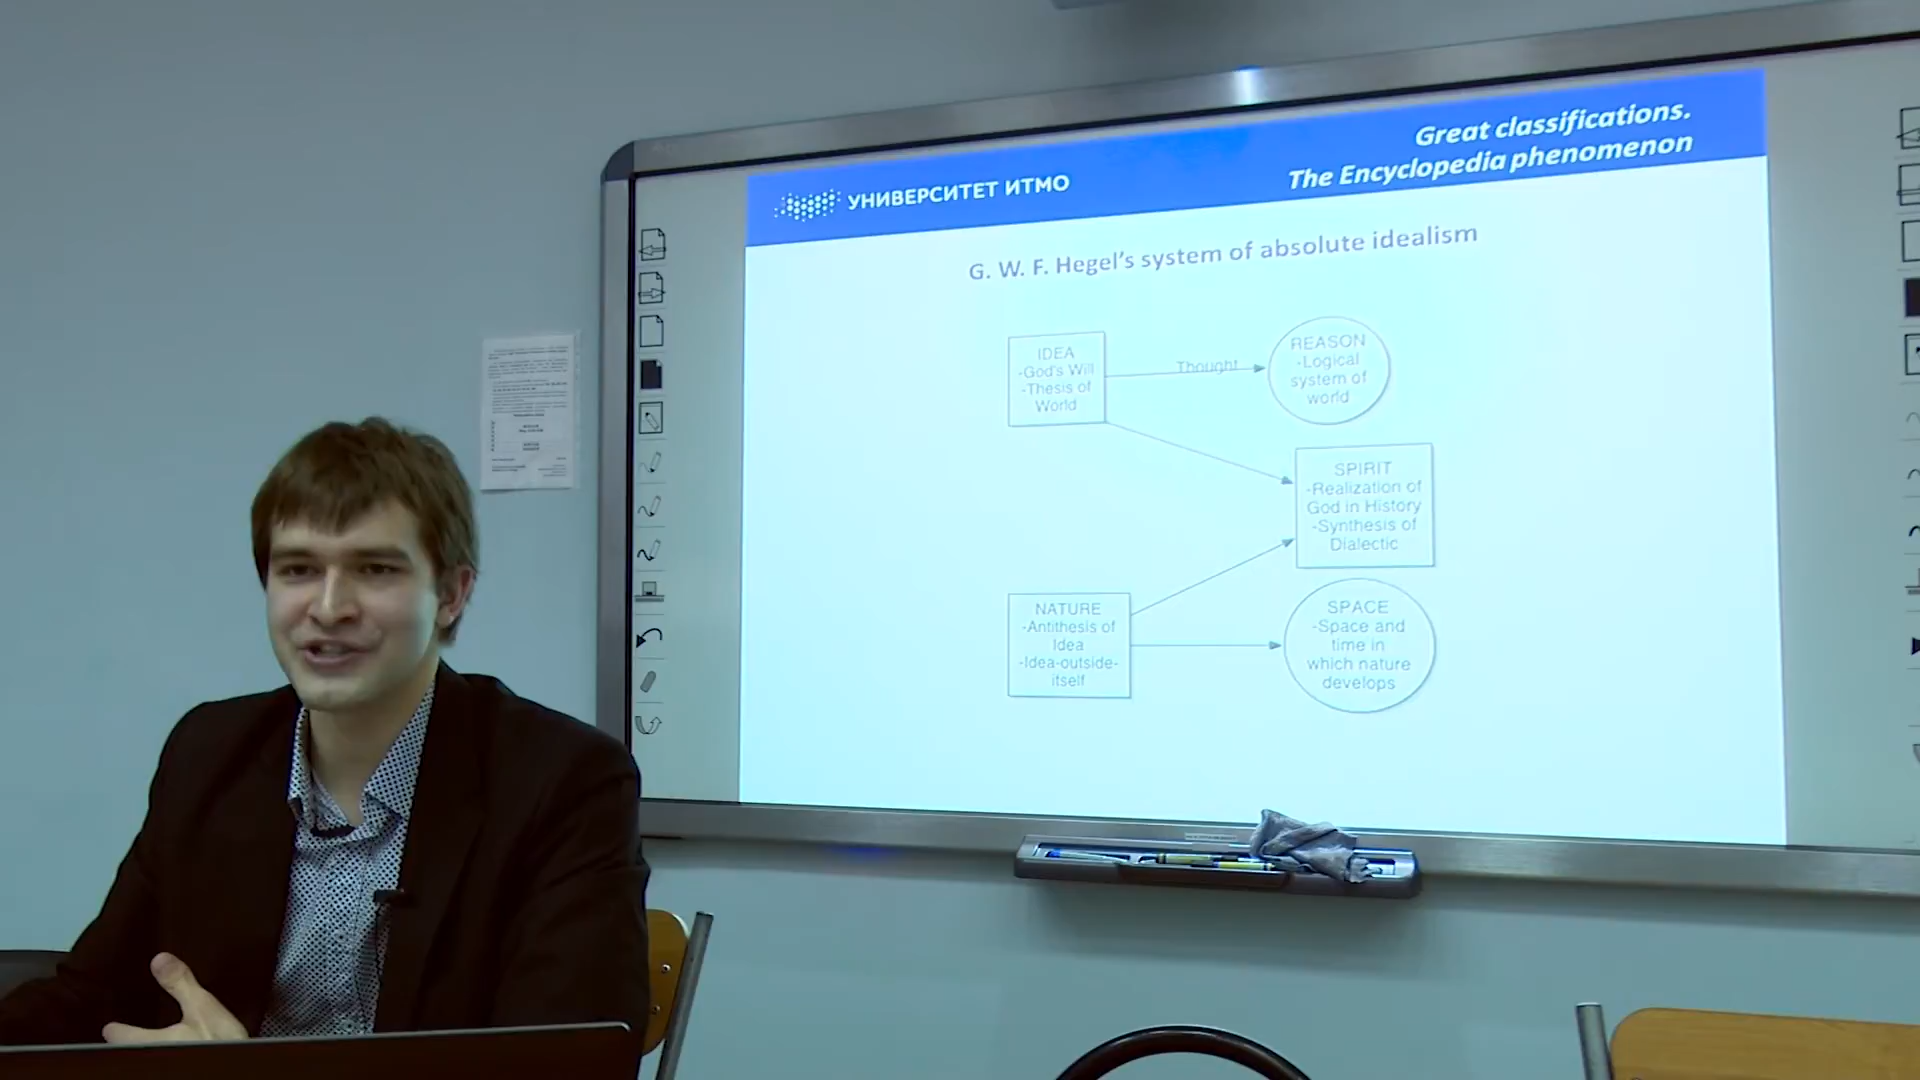 Great classifications.
The Encyclopedia phenomenon
УНИВЕРСИТЕТ ИТМО
G. W. F. Hegel's system of absolute idealism
IDEA
-God's Will
-Thesis of
World
Thought
REASON
-Logical
system of
world
SPIRIT
-Realization of
God in History
-Synthesis of
Dialectic
NATURE
-Antithesis of
Idea
-Idea-outside-
itself
SPACE
-Space and
time in
which nature
develops